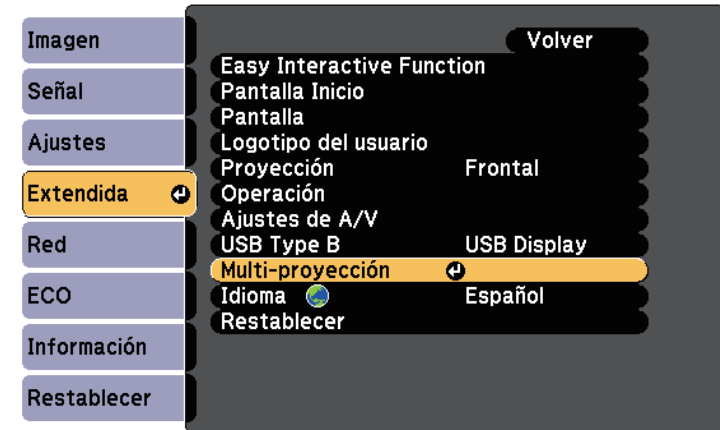 Imagen
Señal
Ajustes
Extendida
Red
ECO
Información
Restablecer
Volver
Easy Interactive Function
Pantalla Inicio
Pantalla
Logotipo del usuario
Proyección Frontal
Operación
Ajustes de A/V
USB Type B USB Display
Multi-proyección
Idioma Español
Restablecer